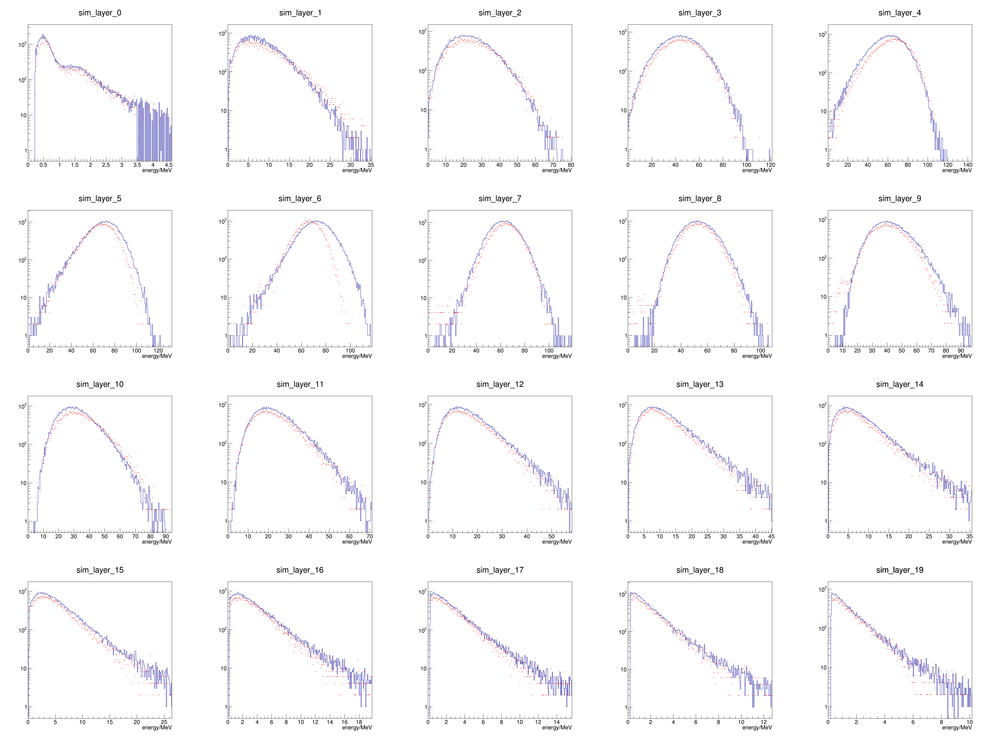 sim_layer_0
10³
10²
10
1
0 0.5 1 1.5 2 2.5 3 3.5 4 4.5
energy/MeV
sim_layer_1
10³
10²
10
1
0 5 10 15 20 25 30 35
energy/MeV
sim_layer_2
10³
10²
10
1
0 10 20 30 40 50 60 70 80
energy/MeV
sim_layer_3
10³
10²
10
1
0 20 40 60 80 100 120
energy/MeV
sim_layer_4
10³
10²
10
1
0 20 40 60 80 100 120 140
energy/MeV
sim_layer_5
10³
10²
10
1
0 20 40 60 80 100 120
energy/MeV
sim_layer_6
10³
10²
10
1
0 20 40 60 80 100
energy/MeV
sim_layer_7
10³
10²
10
1
0 20 40 60 80 100
energy/MeV
sim_layer_8
10³
10²
10
1
0 20 40 60 80 100
energy/MeV
sim_layer_9
10³
10²
10
1
0 10 20 30 40 50 60 70 80 90
energy/MeV
sim_layer_10
10³
10²
10
1
0 10 20 30 40 50 60 70 80 90
energy/MeV
sim_layer_11
10³
10²
10
1
0 10 20 30 40 50 60 70
energy/MeV
sim_layer_12
10³
10²
10
1
0 10 20 30 40 50
energy/MeV
sim_layer_13
10³
10²
10
1
0 5 10 15 20 25 30 35 40 45
energy/MeV
sim_layer_14
10³
10²
10
1
0 5 10 15 20 25 30 35
energy/MeV
sim_layer_15
10³
10²
10
1
0 5 10 15 20 25
energy/MeV
sim_layer_16
10³
10²
10
1
0 2 4 6 8 10 12 14 16 18
energy/MeV
sim_layer_17
10³
10²
10
1
0 2 4 6 8 10 12 14
energy/MeV
sim_layer_18
10³
10²
10
1
0 2 4 6 8 10 12
energy/MeV
sim_layer_19
10³
10²
10
1
0 2 4 6 8 10
energy/MeV